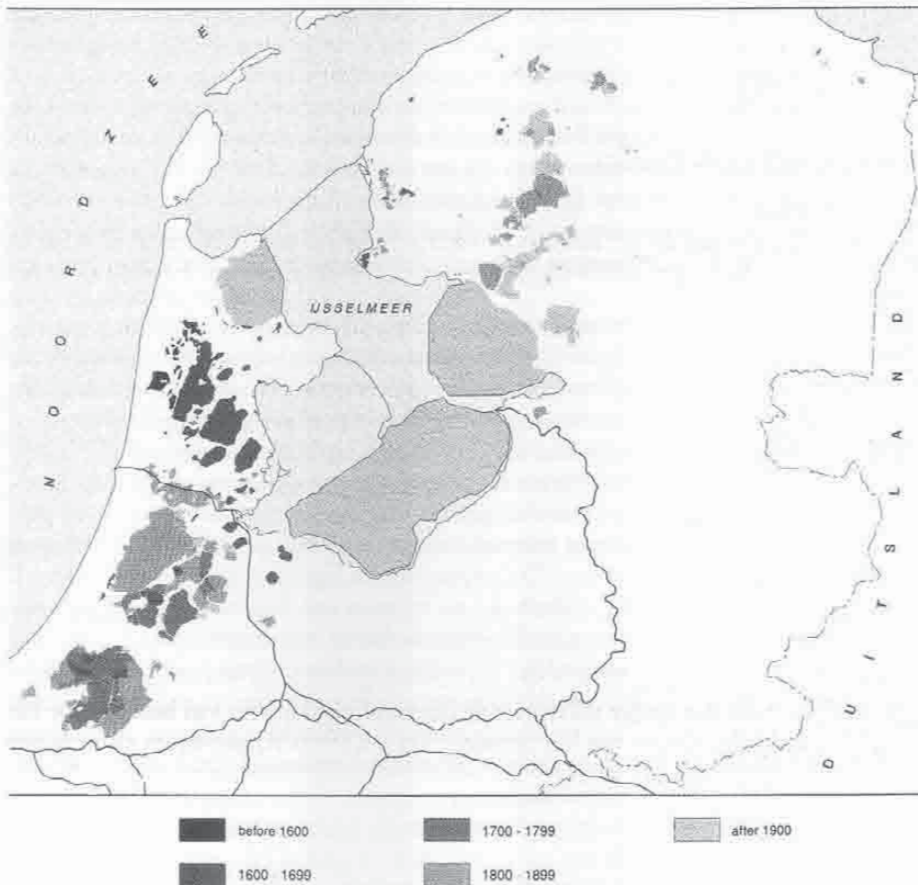 NOORDZEE
IJSSELMEER
DUITSLAND
before 1600
1700 - 1799
after 1900
1600 - 1699
1800 - 1899